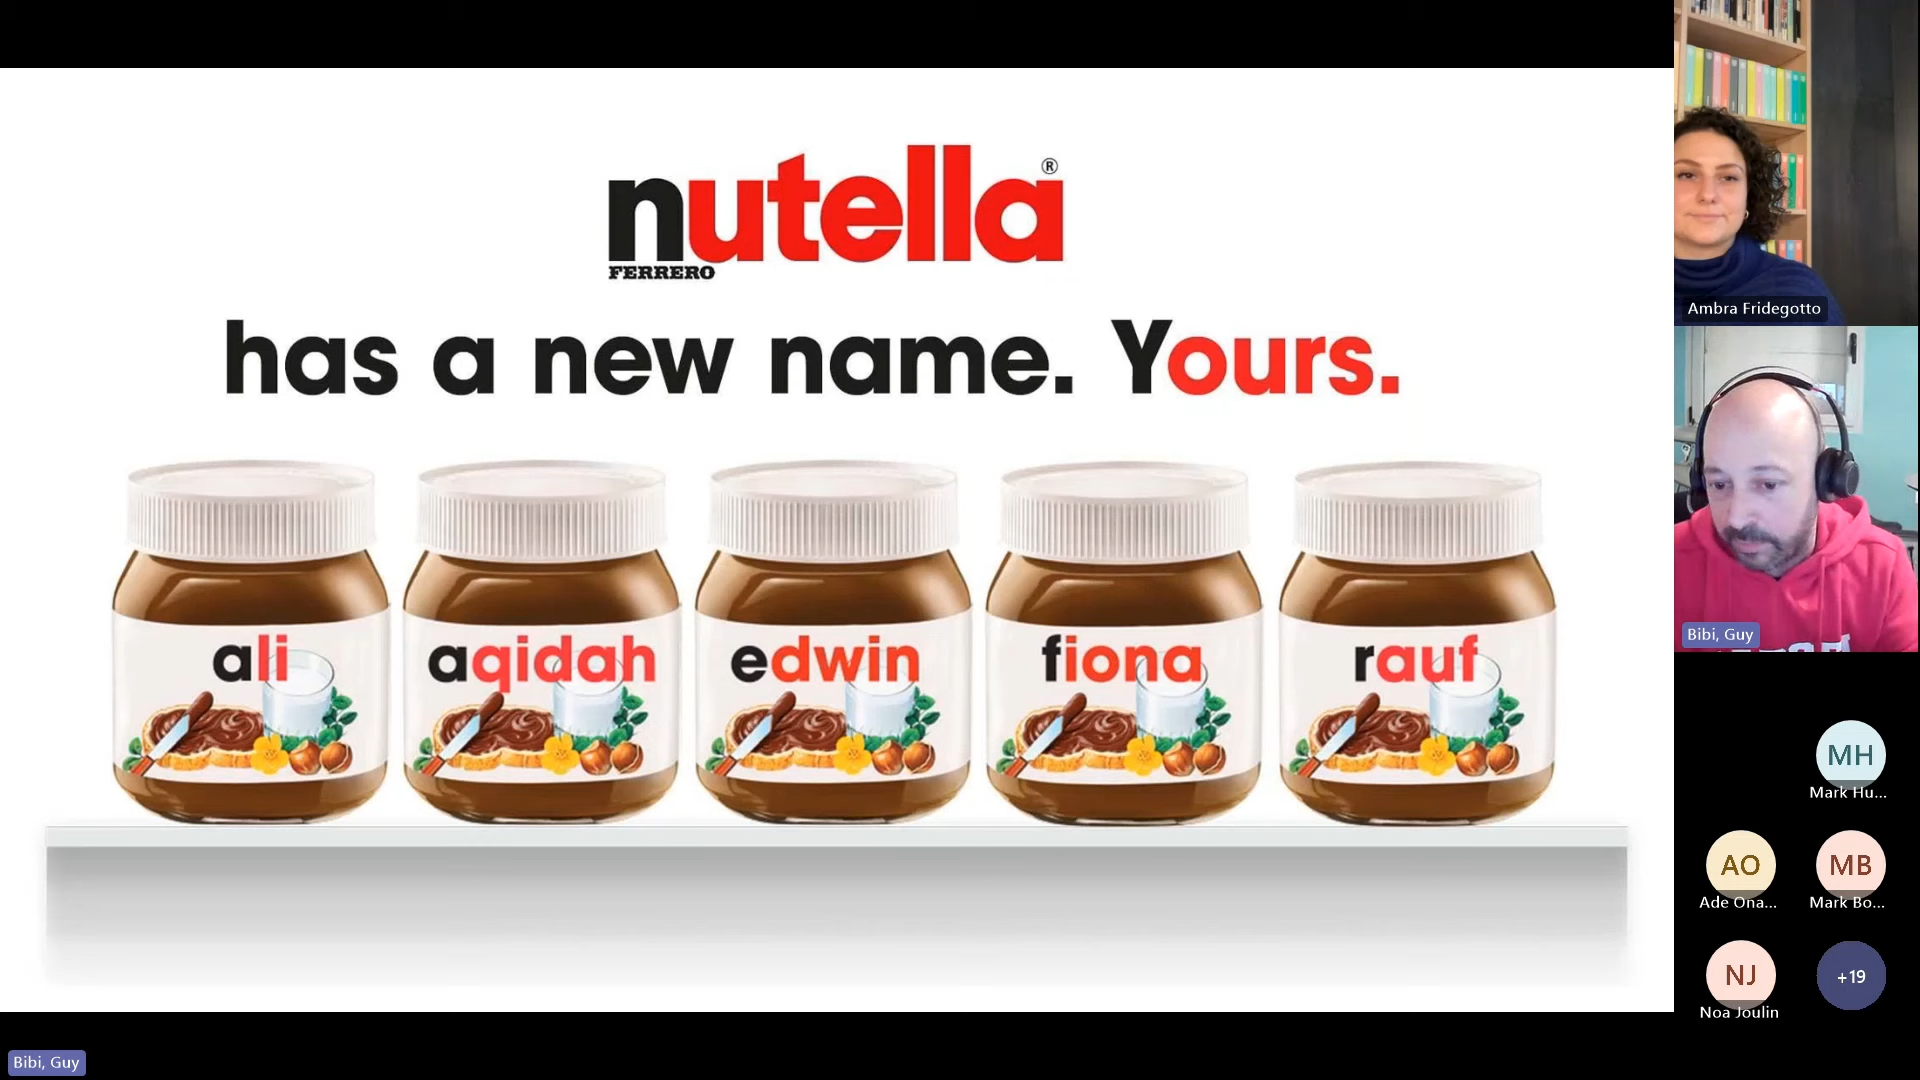 nutella®
FERRERO
has a new name. Yours.
ali
aqidah
edwin
fiona
rauf
Ambra Fridegotto
Bibi, Guy
MH
Mark Hu...
AO
Ade Ona...
MB
Mark Bo...
NJ
Noa Joulin
+19
Bibi, Guy